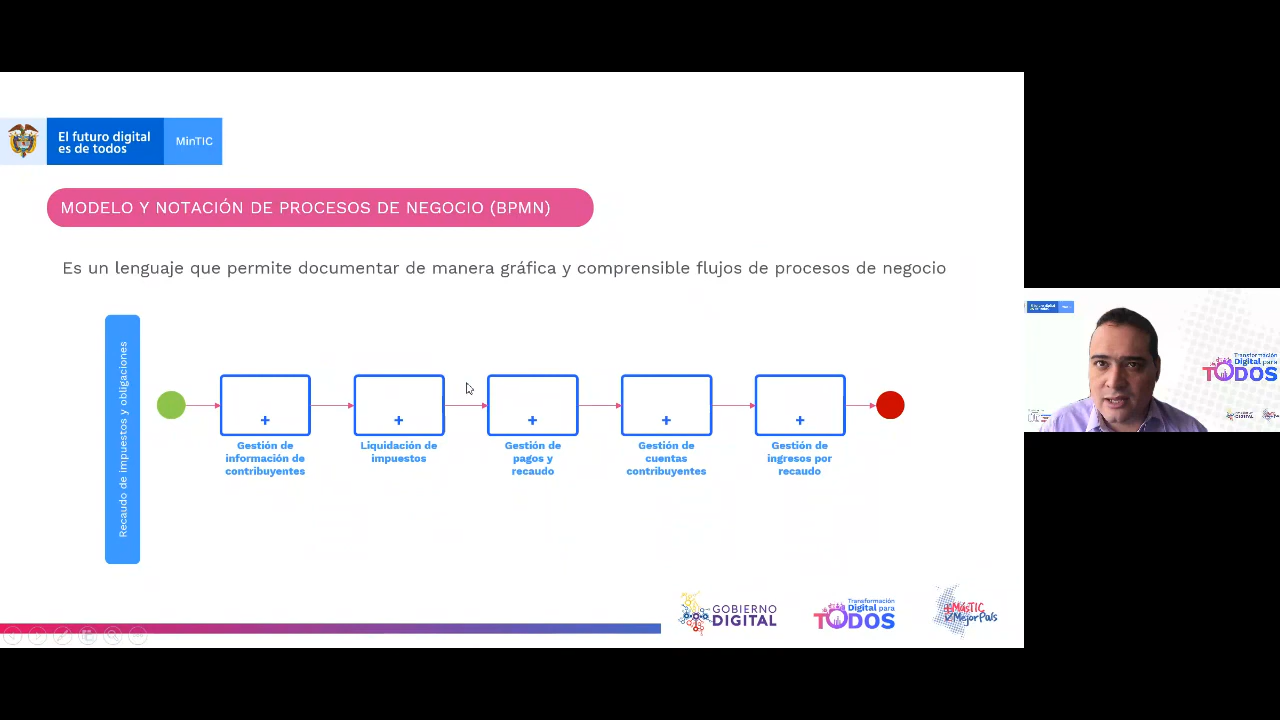 El futuro digital
es de todos
MinTIC
MODELO Y NOTACIÓN DE PROCESOS DE NEGOCIO (BPMN)
Es un lenguaje que permite documentar de manera gráfica y comprensible flujos de procesos de negocio
Recaudo de impuestos y obligaciones
+
+
+
+
+
Gestión de
información de
contribuyentes
Liquidación de
impuestos
Gestión de
pagos y
recaudo
Gestión de
cuentas
contribuyentes
Gestión de
ingresos por
recaudo
GOBIERNO
DIGITAL
Transformación
Digital para
TODOS
+MásTIC
MejorPaís
Transformación
Digital para
TODOS